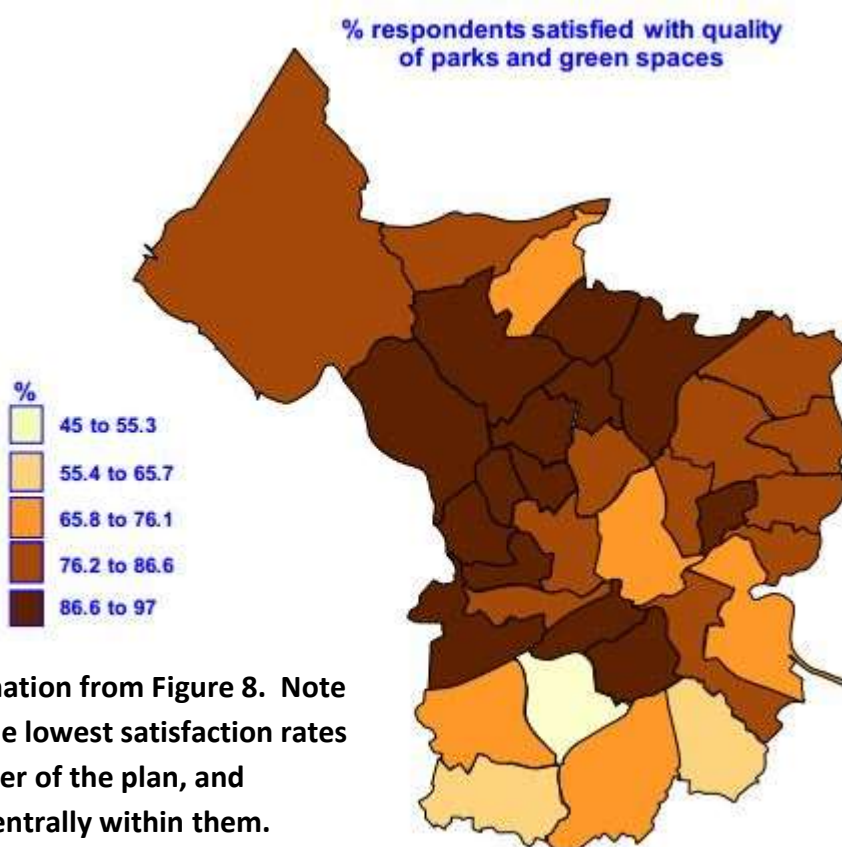 % respondents satisfied with quality
of parks and green spaces
%
45 to 55.3
55.4 to 65.7
65.8 to 76.1
76.2 to 86.6
86.6 to 97
Figure 8. Note
lowest satisfaction rates
of the plan, and
within them.